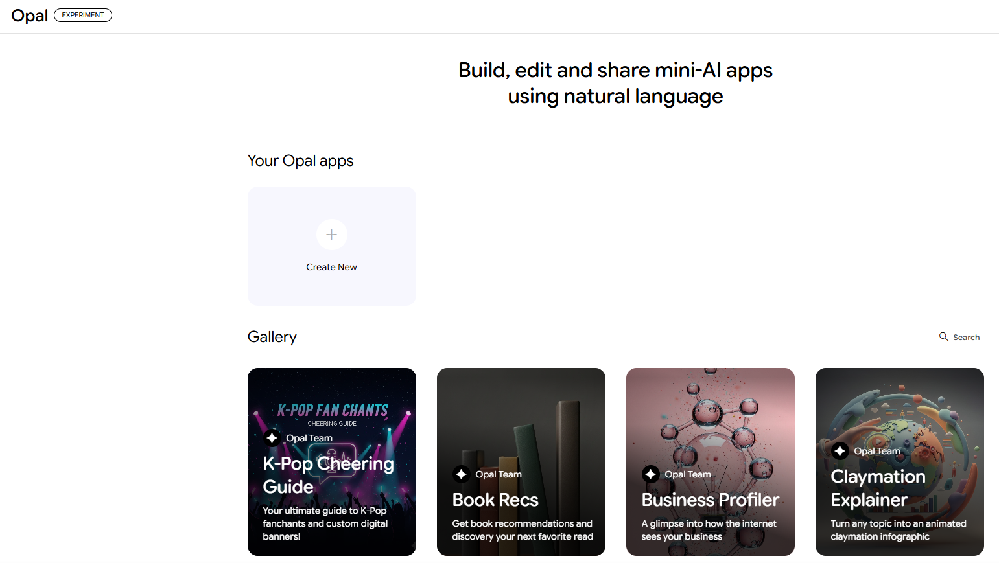 Opal EXPERIMENT
Build, edit and share mini-AI apps
using natural language
Your Opal apps
Create New
Gallery
Search
K-POP FAN CHANTS
CHEERING GUIDE
Opal Team
K-Pop Cheering
Guide
Your ultimate guide to K-Pop
fanchants and custom digital
banners!
Opal Team
Book Recs
Get book recommendations and
discovery your next favorite read
Opal Team
Business Profiler
A glimpse into how the internet
sees your business
Opal Team
Claymation
Explainer
Turn any topic into an animated
claymation infographic